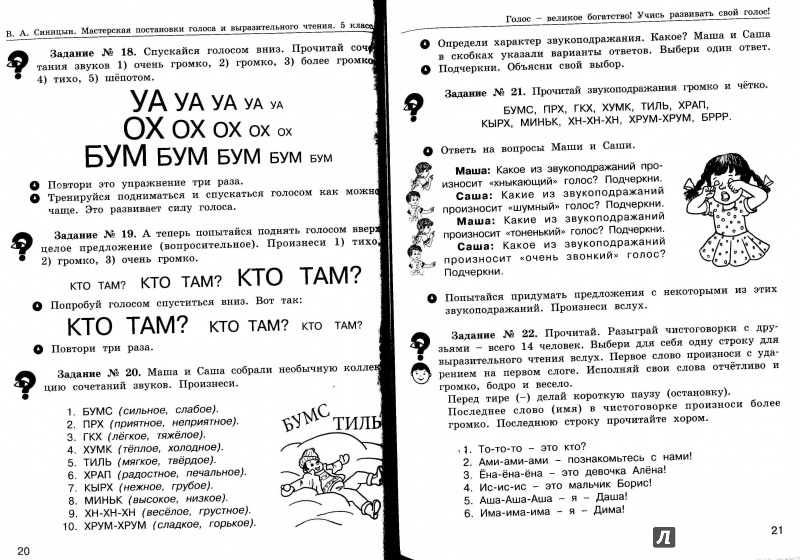 В. А. Синицын. Мастерская постановки голоса и выразительного чтения. 5 класс
Задание № 18. Спускайся голосом вниз. Прочитай соче-
тания звуков 1) очень громко, 2) громко, 3) более громко
4) тихо, 5) шёпотом.
УА УА УА УА УА
ОХ ОХ ОХ ОХ ОХ
БУМ БУМ БУМ БУМ БУМ
Повтори это упражнение три раза.
Тренируйся подниматься и спускаться голосом как можно
чаще. Это развивает силу голоса.
Задание № 19. А теперь попытайся поднять голосом вверх
целое предложение (вопросительное). Произнеси 1) тихо,
2) громко, 3) очень громко.
КТО ТАМ? КТО ТАМ? КТО ТАМ?
Попробуй голосом спуститься вниз. Вот так:
КТО ТАМ? КТО ТАМ? КТО ТАМ?
Повтори три раза.
Задание № 20. Маша и Саша собрали необычную коллек-
цию сочетаний звуков. Произнеси.
1. БУМС (сильное, слабое).
2. ПРХ (приятное, неприятное).
3. ГКХ (лёгкое, тяжёлое).
4. ХУМК (тёплое, холодное).
5. ТИЛЬ (мягкое, твёрдое).
6. ХРАП (радостное, печальное).
7. КЫРХ (нежное, грубое).
8. МИНЬК (высокое, низкое).
9. ХН-ХН-ХН (весёлое, грустное).
10. ХРУМ-ХРУМ (сладкое, горькое).
БУМС ТИЛЬ
20
Голос – великое богатство! Учись развивать свой голос!
Определи характер звукоподражания. Какое? Маша и Саша
в скобках указали варианты ответов. Выбери один ответ.
Подчеркни. Объясни свой выбор.
Задание № 21. Прочитай звукоподражания громко и чётко.
БУМС, ПРХ, ГКХ, ХУМК, ТИЛЬ, ХРАП,
КЫРХ, МИНЬК, ХН-ХН-ХН, ХРУМ-ХРУМ, БРРР.
Ответь на вопросы Маши и Саши.
Маша: Какое из звукоподражаний про-
износит «хныкающий» голос? Подчеркни.
Саша: Какие из звукоподражаний
произносит «шумный» голос? Подчеркни.
Маша: Какие из звукоподражаний
произносит «тоненький» голос? Подчеркни.
Саша: Какое из звукоподражаний
произносит «очень звонкий» голос?
Подчеркни.
Попытайся придумать предложения с некоторыми из этих
звукоподражаний. Произнеси вслух.
Задание № 22. Прочитай. Разыграй чистоговорки с дру-
зьями – всего 14 человек. Выбери для себя одну строку для
выразительного чтения вслух. Первое слово произноси с уда-
рением на первом слоге. Исполняй свои слова отчётливо и
громко, бодро и весело.
Перед тире (–) делай короткую паузу (остановку).
Последнее слово (имя) в чистоговорке произноси более
громко. Последнюю строку прочитайте хором.
1. То-то-то – это кто?
2. Ами-ами-ами – познакомьтесь с нами!
3. Ёна-ёна-ёна – это девочка Алёна!
4. Ис-ис-ис – это мальчик Борис!
5. Аша-Аша-Аша – я – Даша!
6. Има-има-има – я – Дима!
21
Л